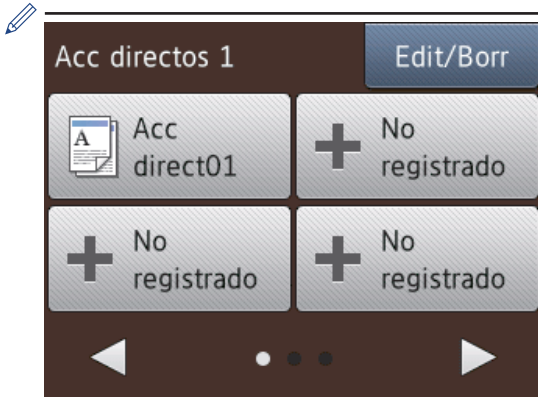 Acc directos 1
Edit/Borr
Acc
direct01
No
registrado
No
registrado
No
registrado